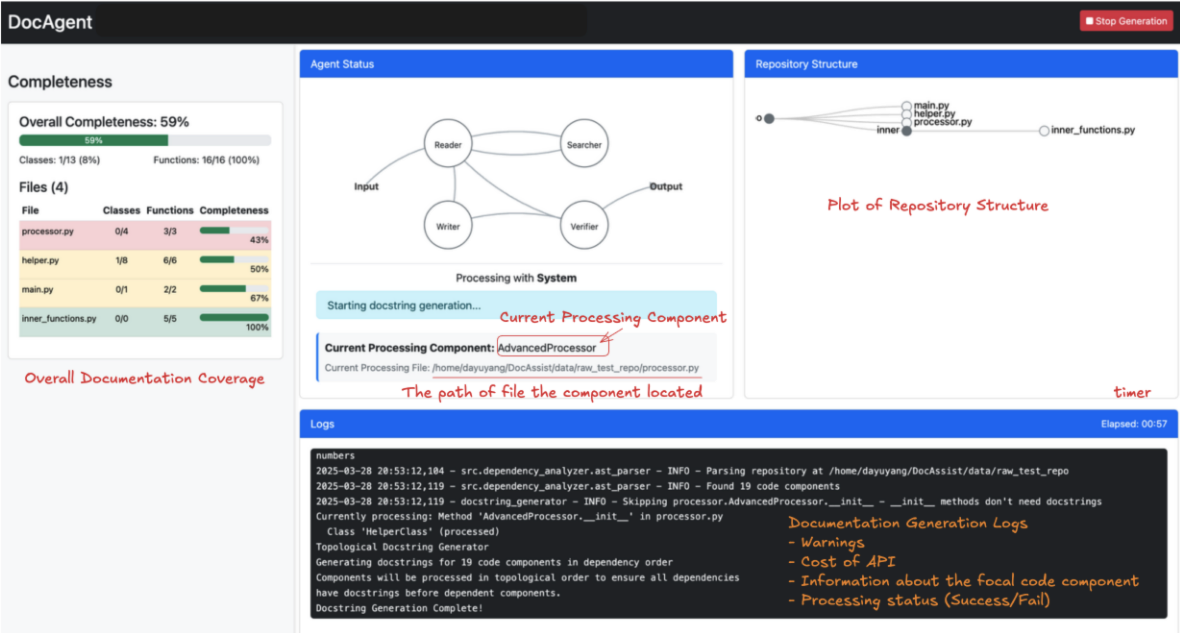 DocAgent
Stop Generation
Completeness
Overall Completeness: 59%
59%
Classes: 1/13 (8%) Functions: 16/16 (100%)
Files (4)
File Classes Functions Completeness
processor.py 0/4 3/3 43%
helper.py 1/8 6/6 50%
main.py 0/1 2/2 67%
inner_functions.py 0/0 5/5 100%
Overall Documentation Coverage
Agent Status
Reader
Searcher
Input
Output
Writer
Verifier
Processing with System
Starting docstring generation...
Current Processing Component
Current Processing Component: AdvancedProcessor
Current Processing File: /home/dayuyang/DocAssist/data/raw_test_repo/processor.py
The path of file the component located
Repository Structure
o
main.py
helper.py
processor.py
inner
inner_functions.py
Plot of Repository Structure
timer
Logs
Elapsed: 00:57
numbers
2025-03-28 20:53:12,104 - src.dependency_analyzer.ast_parser - INFO - Parsing repository at /home/dayuyang/DocAssist/data/raw_test_repo
2025-03-28 20:53:12,119 - src.dependency_analyzer.ast_parser - INFO - Found 19 code components
2025-03-28 20:53:12,119 - docstring_generator - INFO - Skipping processor.AdvancedProcessor.__init__ - __init__ methods don't need docstrings
Currently processing: Method 'AdvancedProcessor.__init__' in processor.py
Class 'HelperClass' (processed)
Topological Docstring Generator
Generating docstrings for 19 code components in dependency order
Components will be processed in topological order to ensure all dependencies
have docstrings before dependent components.
Docstring Generation Complete!
Documentation Generation Logs
- Warnings
- Cost of API
- Information about the focal code component
- Processing status (Success/Fail)